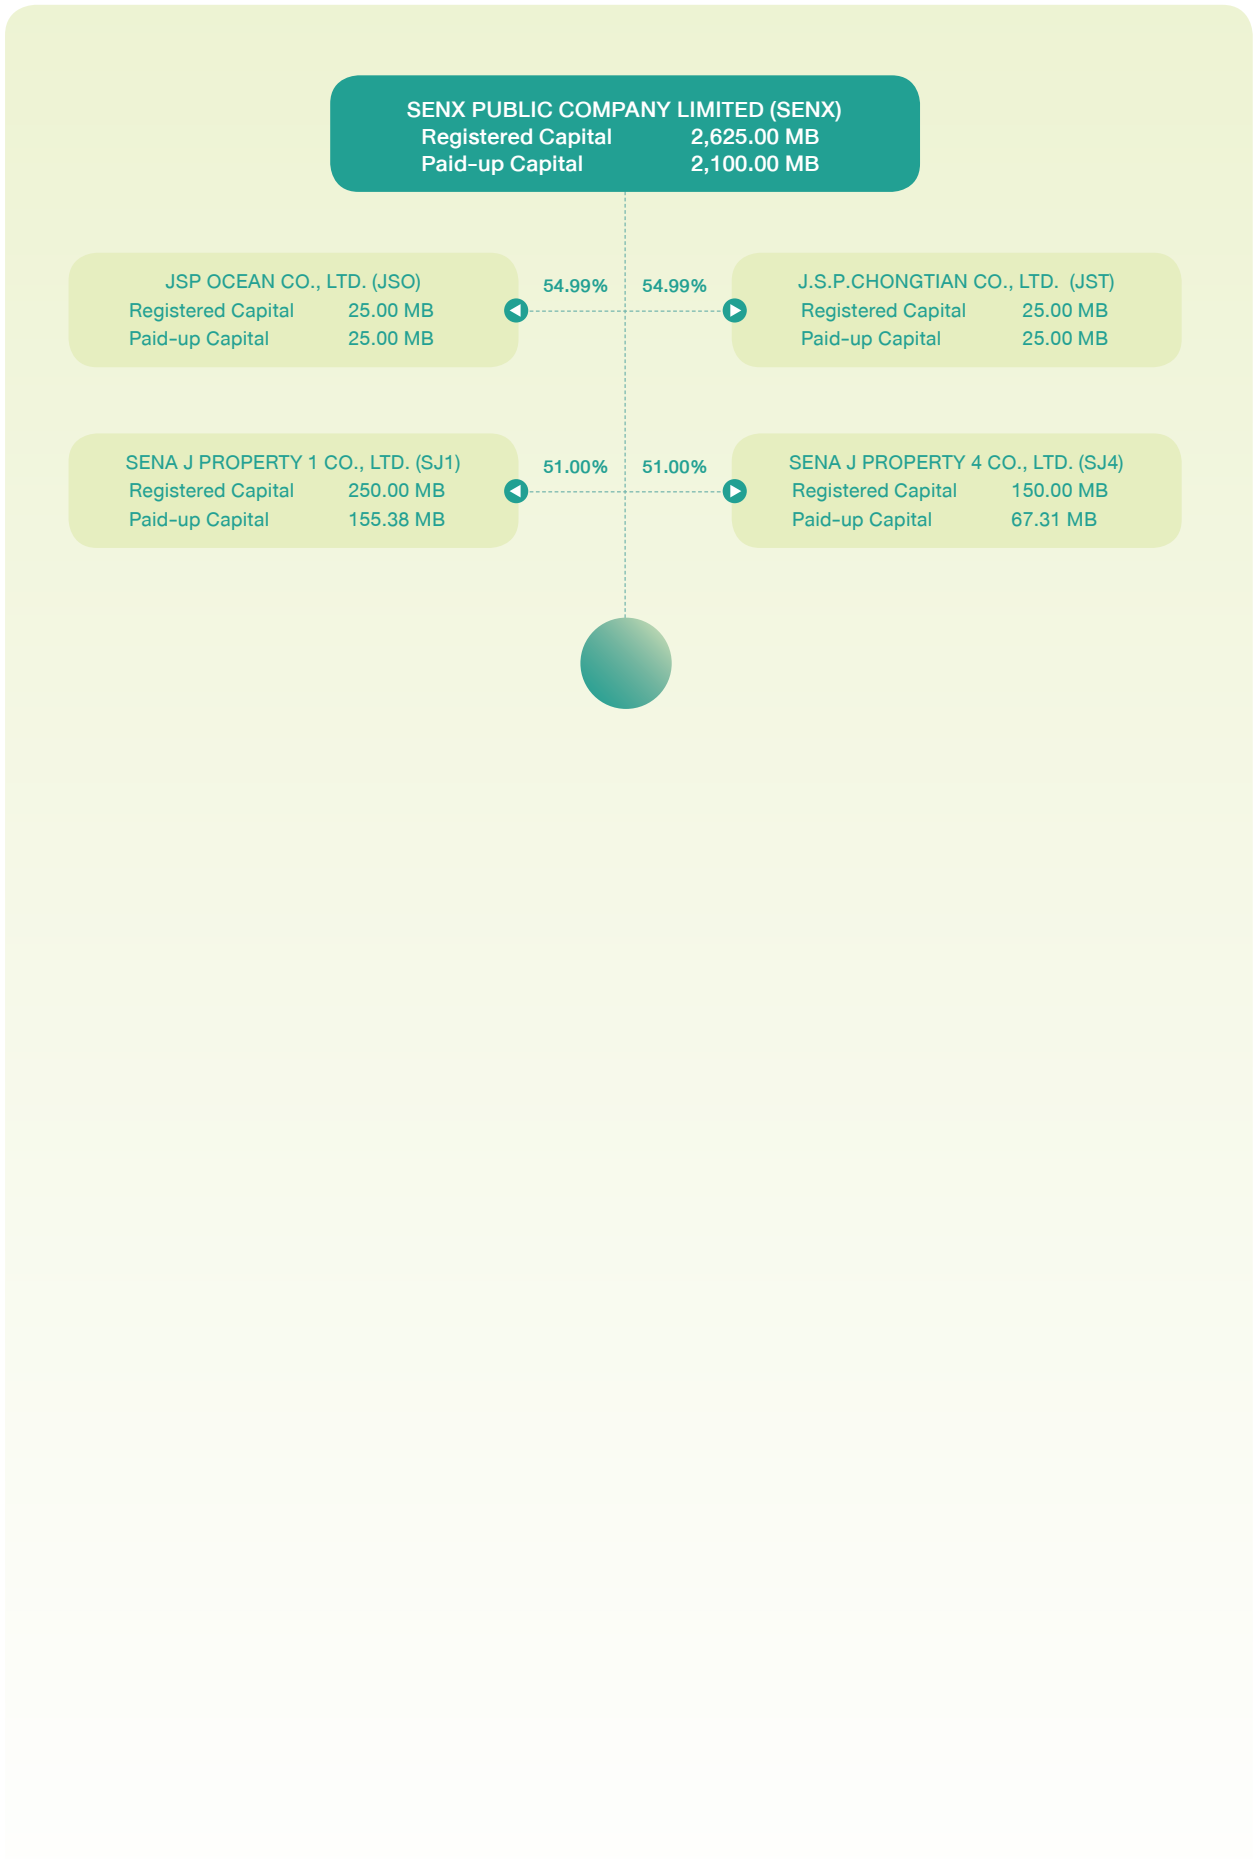 SENX PUBLIC COMPANY LIMITED (SENX)
Registered Capital 2,625.00 MB
Paid-up Capital 2,100.00 MB
JSP OCEAN CO., LTD. (JSO)
Registered Capital 25.00 MB
Paid-up Capital 25.00 MB
54.99% 54.99%
J.S.P.CHONGTIAN CO., LTD. (JST)
Registered Capital 25.00 MB
Paid-up Capital 25.00 MB
SENA J PROPERTY 1 CO., LTD. (SJ1)
Registered Capital 250.00 MB
Paid-up Capital 155.38 MB
51.00% 51.00%
SENA J PROPERTY 4 CO., LTD. (SJ4)
Registered Capital 150.00 MB
Paid-up Capital 67.31 MB